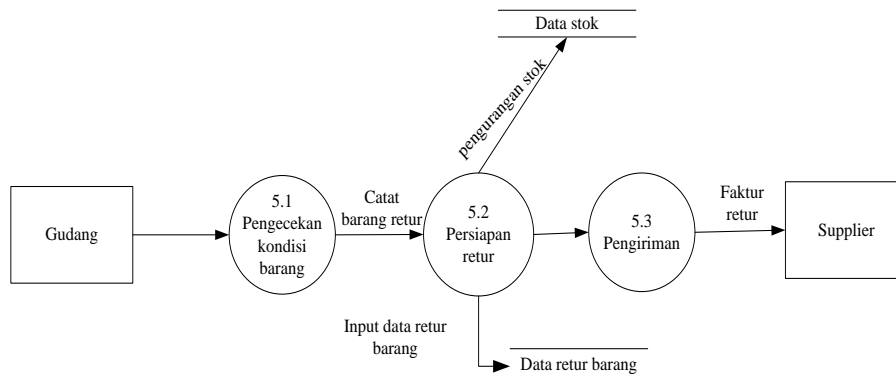 Data stok
pengurangan stok
Gudang
5.1
Pengecekan
kondisi
barang
Catat
barang retur
5.2
Persiapan
retur
5.3
Pengiriman
Faktur
retur
Supplier
Input data retur
barang
Data retur barang